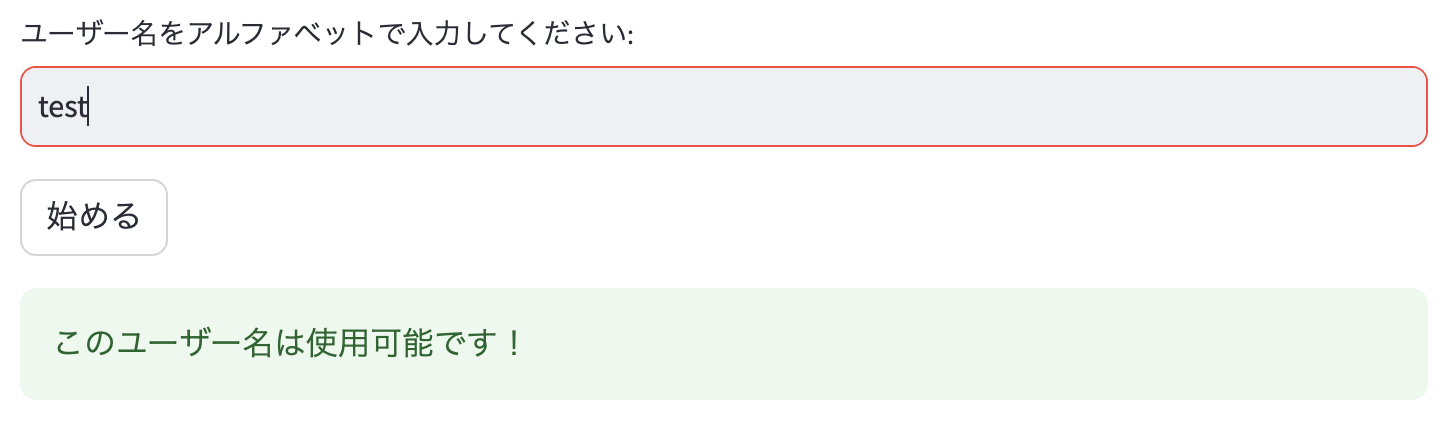 ユーザー名をアルファベットで入力してください:
test
始める
このユーザー名は使用可能です！